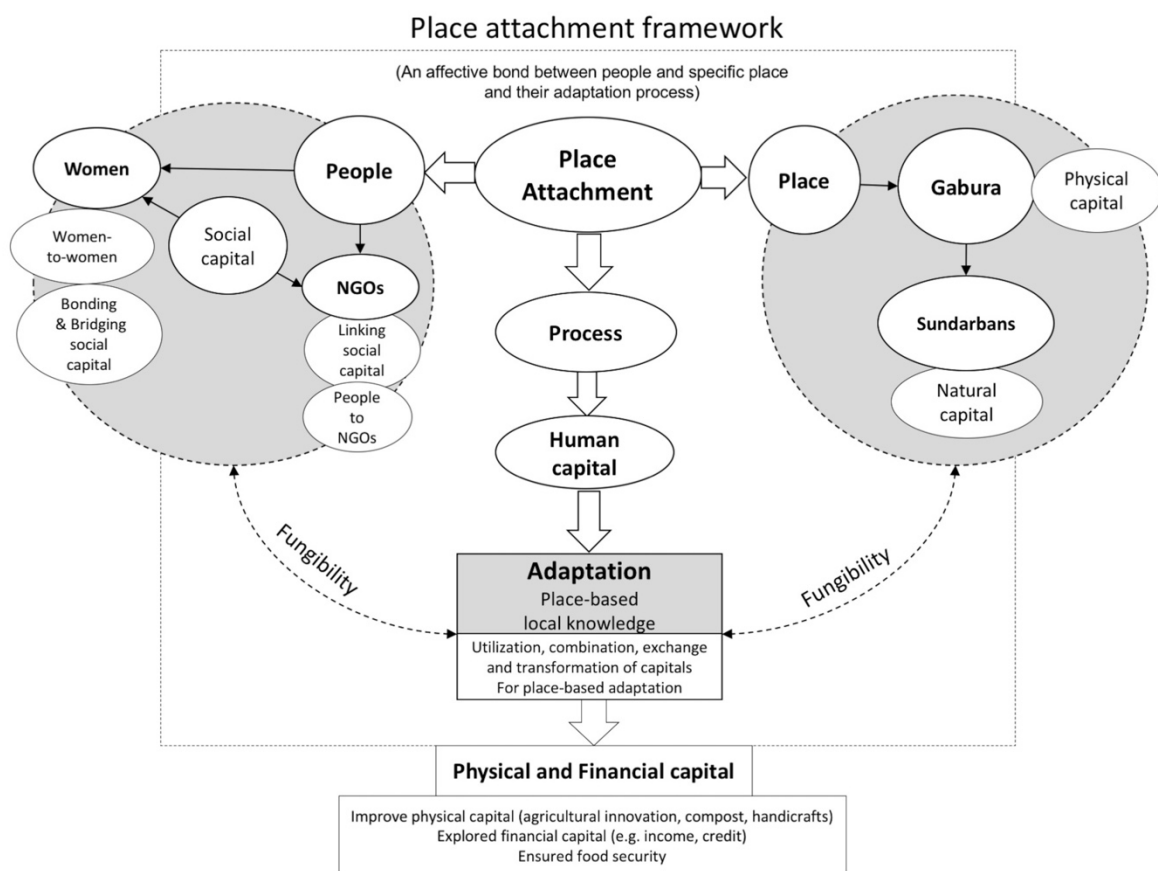 Place attachment framework
(An affective bond between people and specific place
and their adaptation process)
Women
People
Place
Attachment
Place
Gabura
Physical
capital
Women-
to-women
Social
capital
Bonding
& Bridging
social
capital
NGOs
Linking
social
capital
People
to
NGOs
Process
Sundarbans
Natural
capital
Human
capital
Fungibility
Fungibility
Adaptation
Place-based
local knowledge
Utilization, combination, exchange
and transformation of capitals
For place-based adaptation
Physical and Financial capital
Improve physical capital (agricultural innovation, compost, handicrafts)
Explored financial capital (e.g. income, credit)
Ensured food security